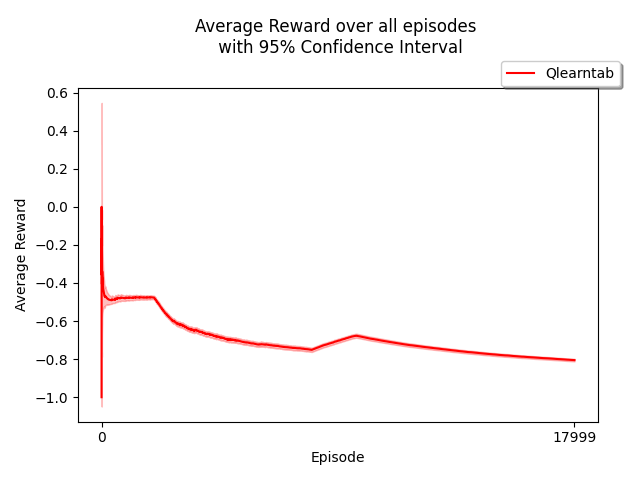 Average Reward over all episodes
with 95% Confidence Interval
Qlearntab
0.6
0.4
0.2
0.0
−0.2
−0.4
−0.6
−0.8
−1.0
Average Reward
0
17999
Episode